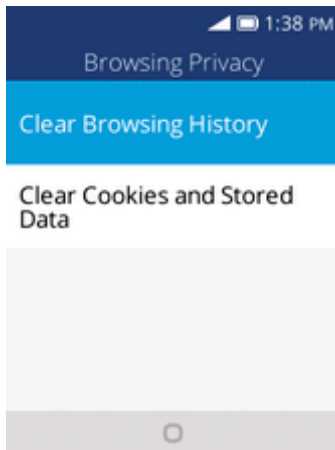 1:38 PM
Browsing Privacy
Clear Browsing History
Clear Cookies and Stored
Data